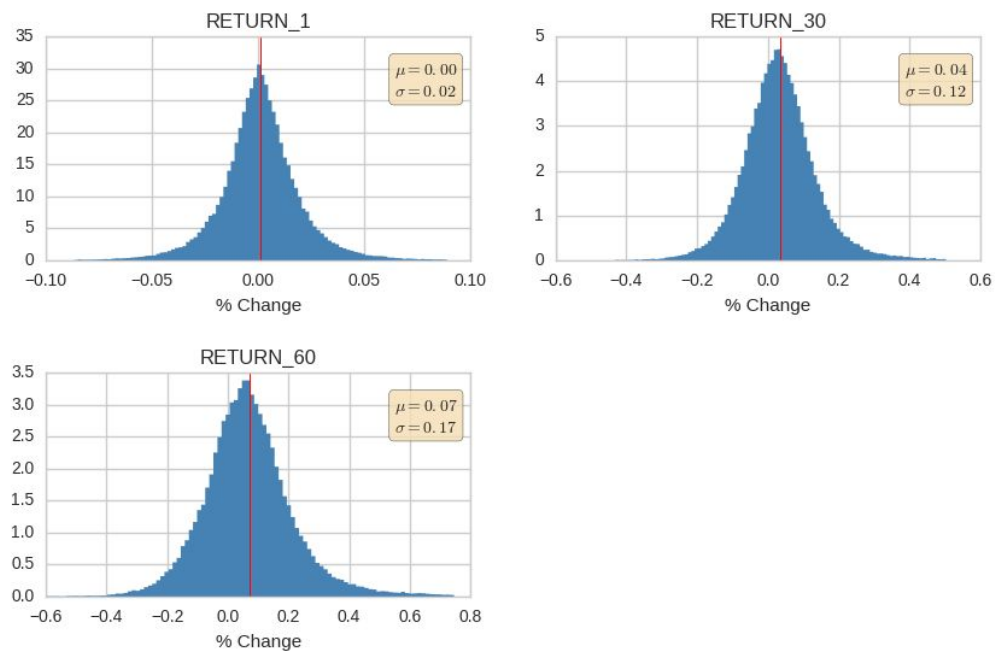 RETURN_1
35
30
25
20
15
10
5
0
μ = 0.00
σ = 0.02
−0.10 −0.05 0.00 0.05 0.10
% Change
RETURN_30
5
4
3
2
1
0
μ = 0.04
σ = 0.12
−0.6 −0.4 −0.2 0.0 0.2 0.4 0.6
% Change
RETURN_60
3.5
3.0
2.5
2.0
1.5
1.0
0.5
0.0
μ = 0.07
σ = 0.17
−0.6 −0.4 −0.2 0.0 0.2 0.4 0.6 0.8
% Change